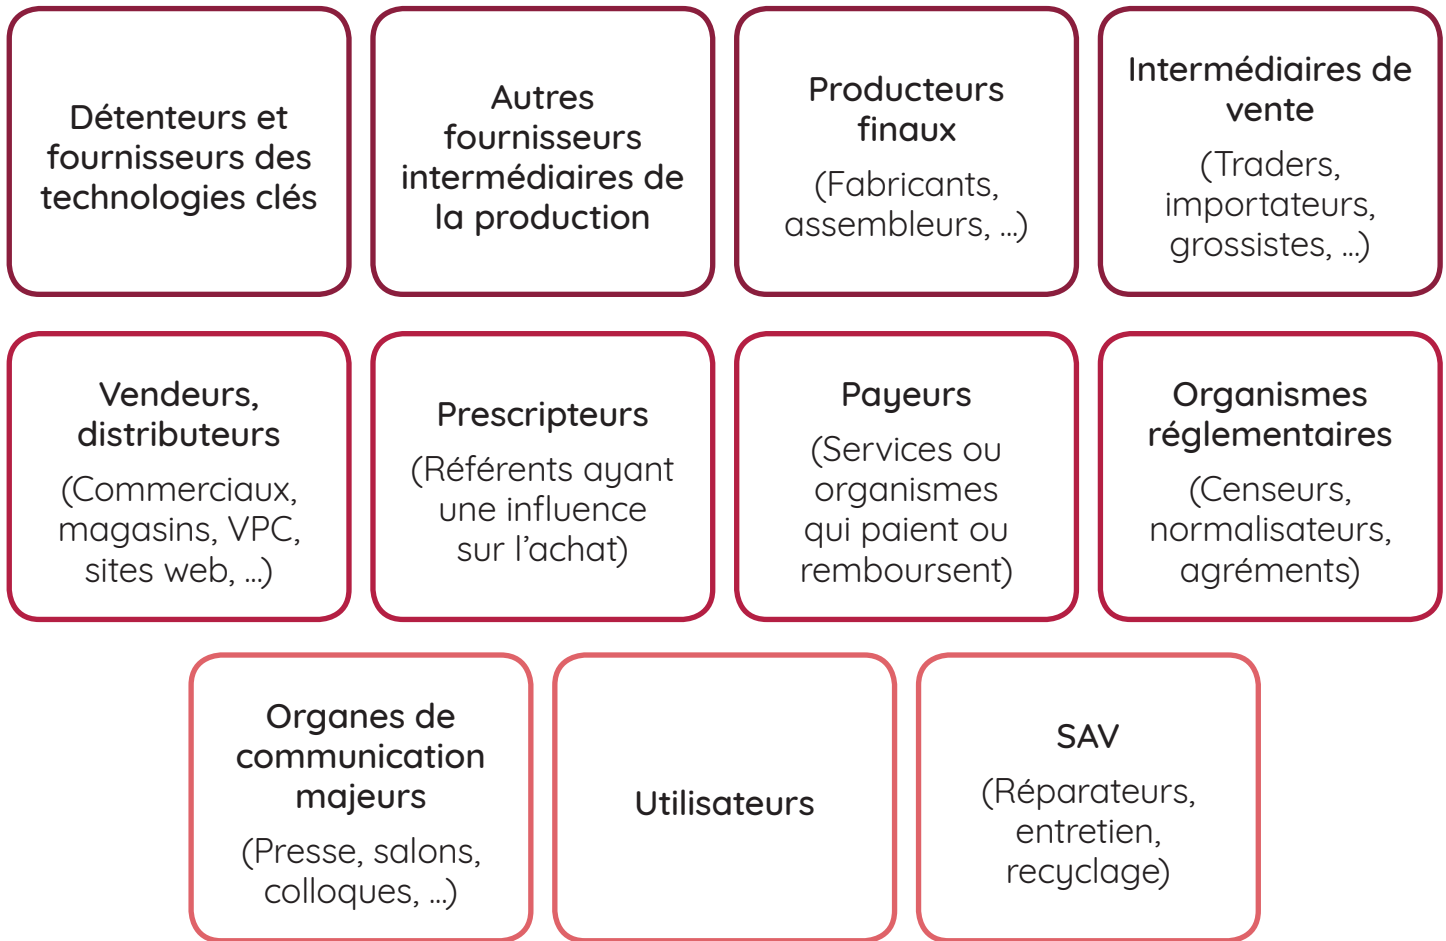 Détenteurs et
fournisseurs des
technologies clés
Autres
fournisseurs
intermédiaires de
la production
Producteurs
finaux
(Fabricants,
assembleurs, ...)
Intermédiaires de
vente
(Traders,
importateurs,
grossistes, ...)
Vendeurs,
distributeurs
(Commerciaux,
magasins, VPC,
sites web, ...)
Prescripteurs
(Référents ayant
une influence
sur l’achat)
Payeurs
(Services ou
organismes
qui paient ou
remboursent)
Organismes
réglementaires
(Censeurs,
normalisateurs,
agréments)
Organes de
communication
majeurs
(Presse, salons,
colloques, ...)
Utilisateurs
SAV
(Réparateurs,
entretien,
recyclage)